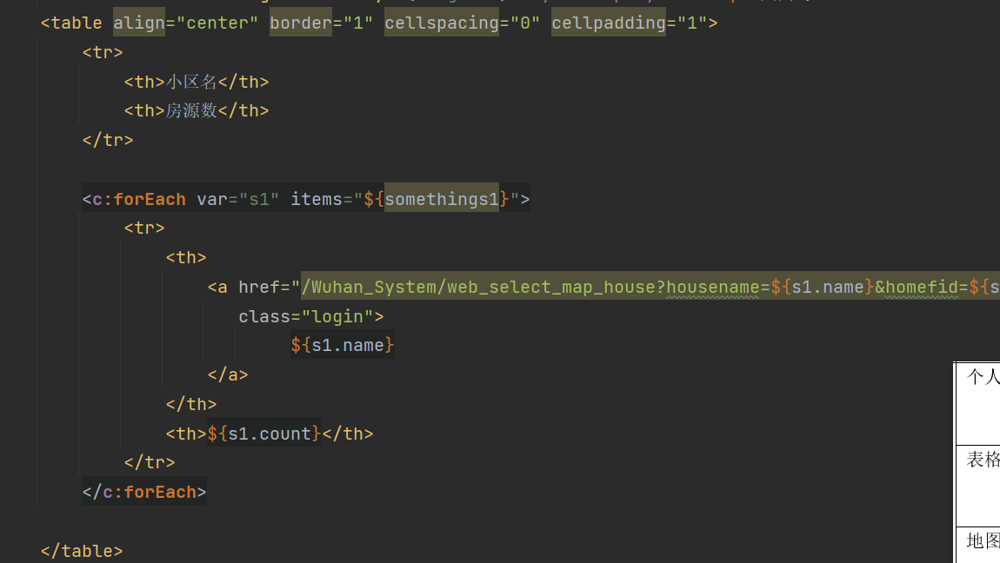 <table align="center" border="1" cellspacing="0" cellpadding="1">
<tr>
<th>小区名</th>
<th>房源数</th>
</tr>
<c:forEach var="s1" items="${somethings1}">
<tr>
<th>
<a href="/Wuhan_System/web_select_map_house?housename=${s1.name}&homefid=${s
class="login">
${s1.name}
</a>
</th>
<th>${s1.count}</th>
</tr>
</c:forEach>
</table>
个人
表格
地图